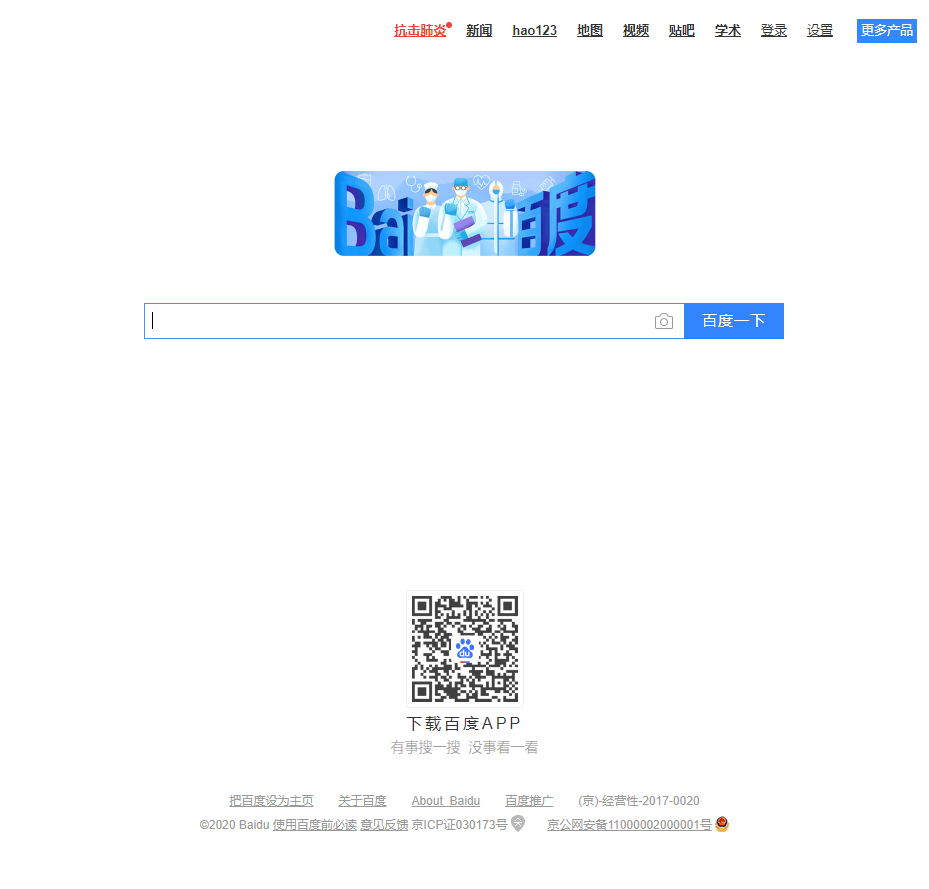 抗击肺炎 新闻 hao123 地图 视频 贴吧 学术 登录 设置 更多产品
Bai 百度
百度一下
du
下载百度APP
有事搜一搜 没事看一看
把百度设为主页 关于百度 About Baidu 百度推广 (京)-经营性-2017-0020
©2020 Baidu 使用百度前必读 意见反馈 京ICP证030173号 京公网安备11000002000001号